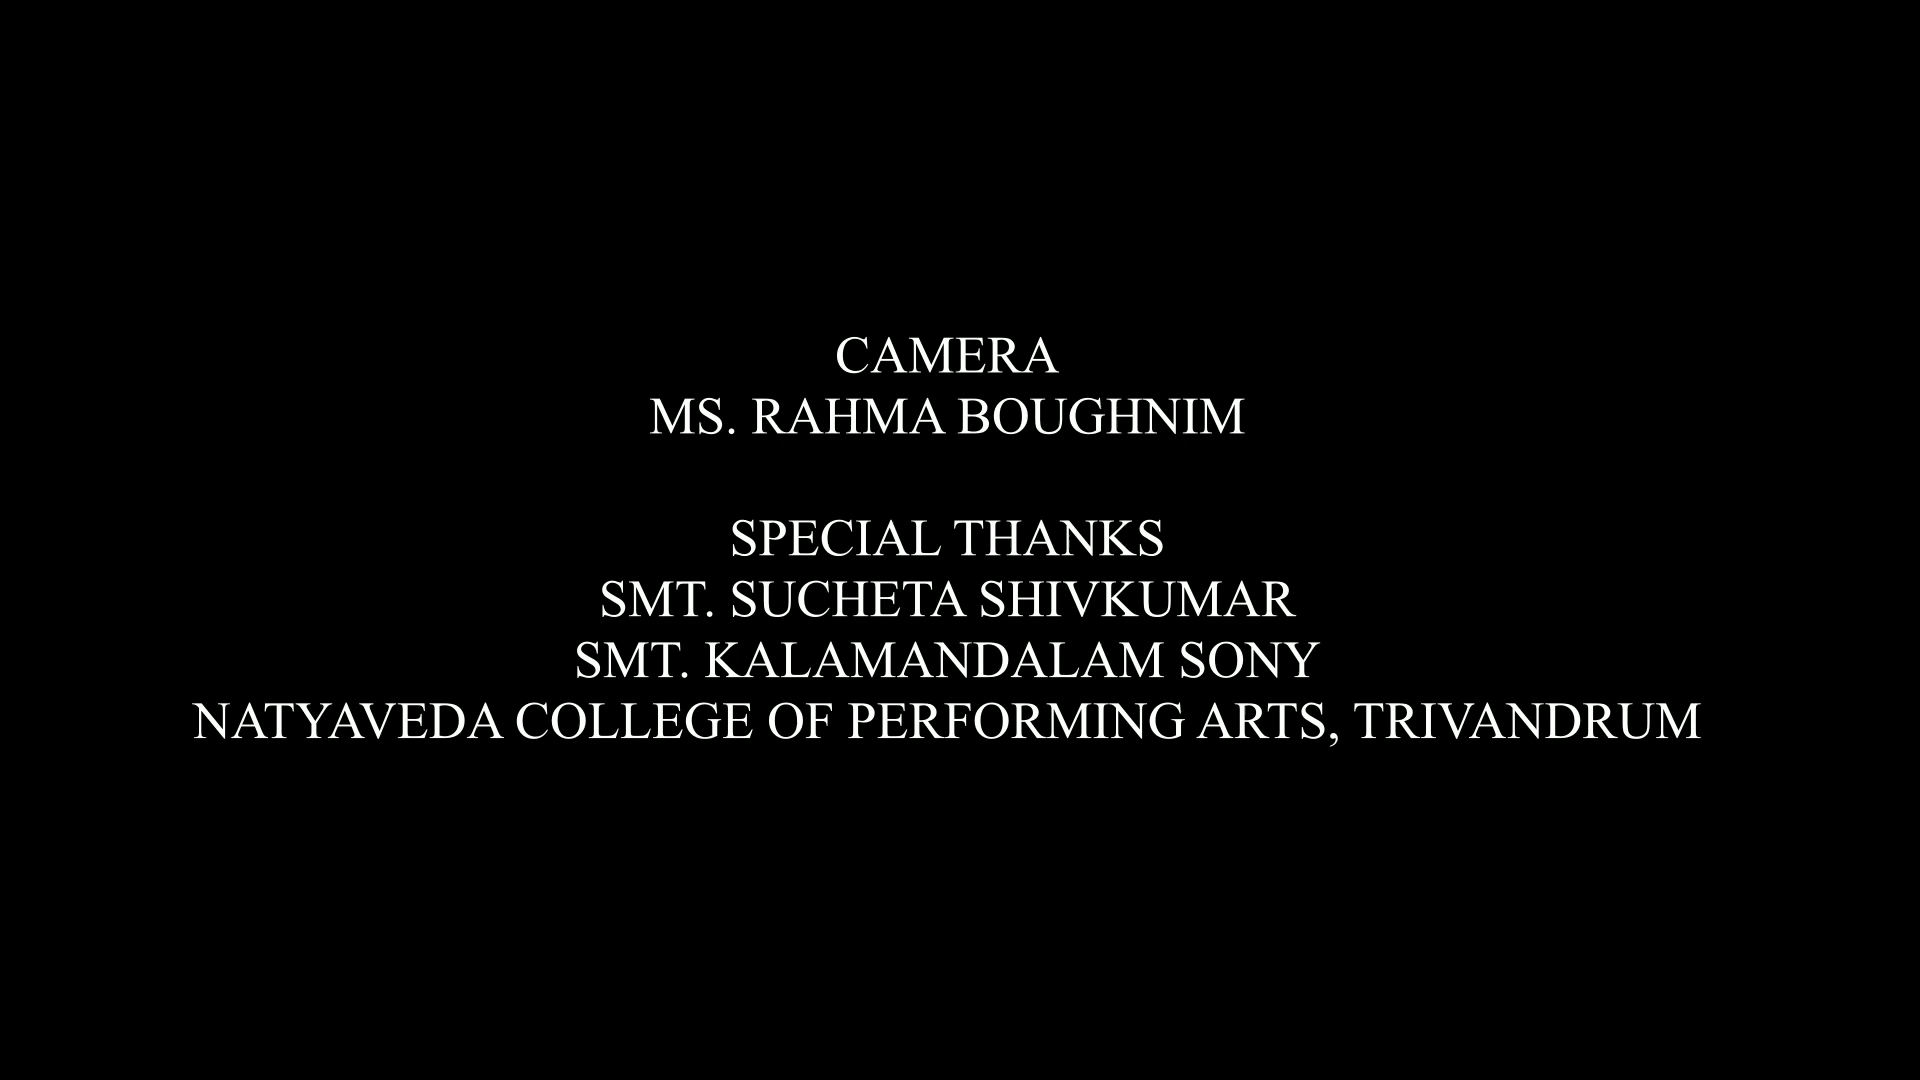 CAMERA
MS. RAHMA BOUGHNIM
SPECIAL THANKS
SMT. SUCHETA SHIVKUMAR
SMT. KALAMANDALAM SONY
NATYAVEDA COLLEGE OF PERFORMING ARTS, TRIVANDRUM